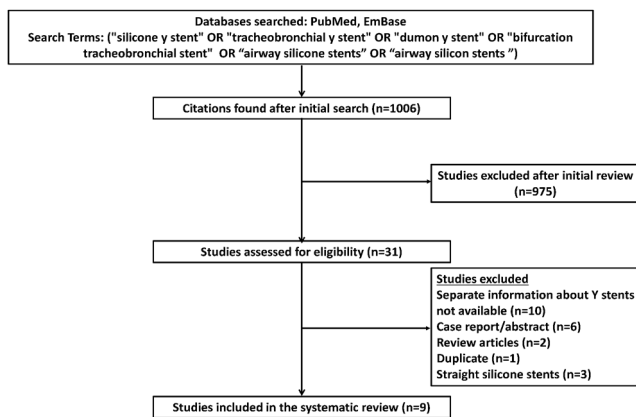 Databases searched: PubMed, EmBase
Search Terms: ("silicone y stent" OR "tracheobronchial y stent" OR "dumon y stent" OR "bifurcation
tracheobronchial stent" OR “airway silicone stents” OR “airway silicon stents ”)
Citations found after initial search (n=1006)
Studies excluded after initial review
(n=975)
Studies assessed for eligibility (n=31)
Studies excluded
Separate information about Y stents
not available (n=10)
Case report/abstract (n=6)
Review articles (n=2)
Duplicate (n=1)
Straight silicone stents (n=3)
Studies included in the systematic review (n=9)